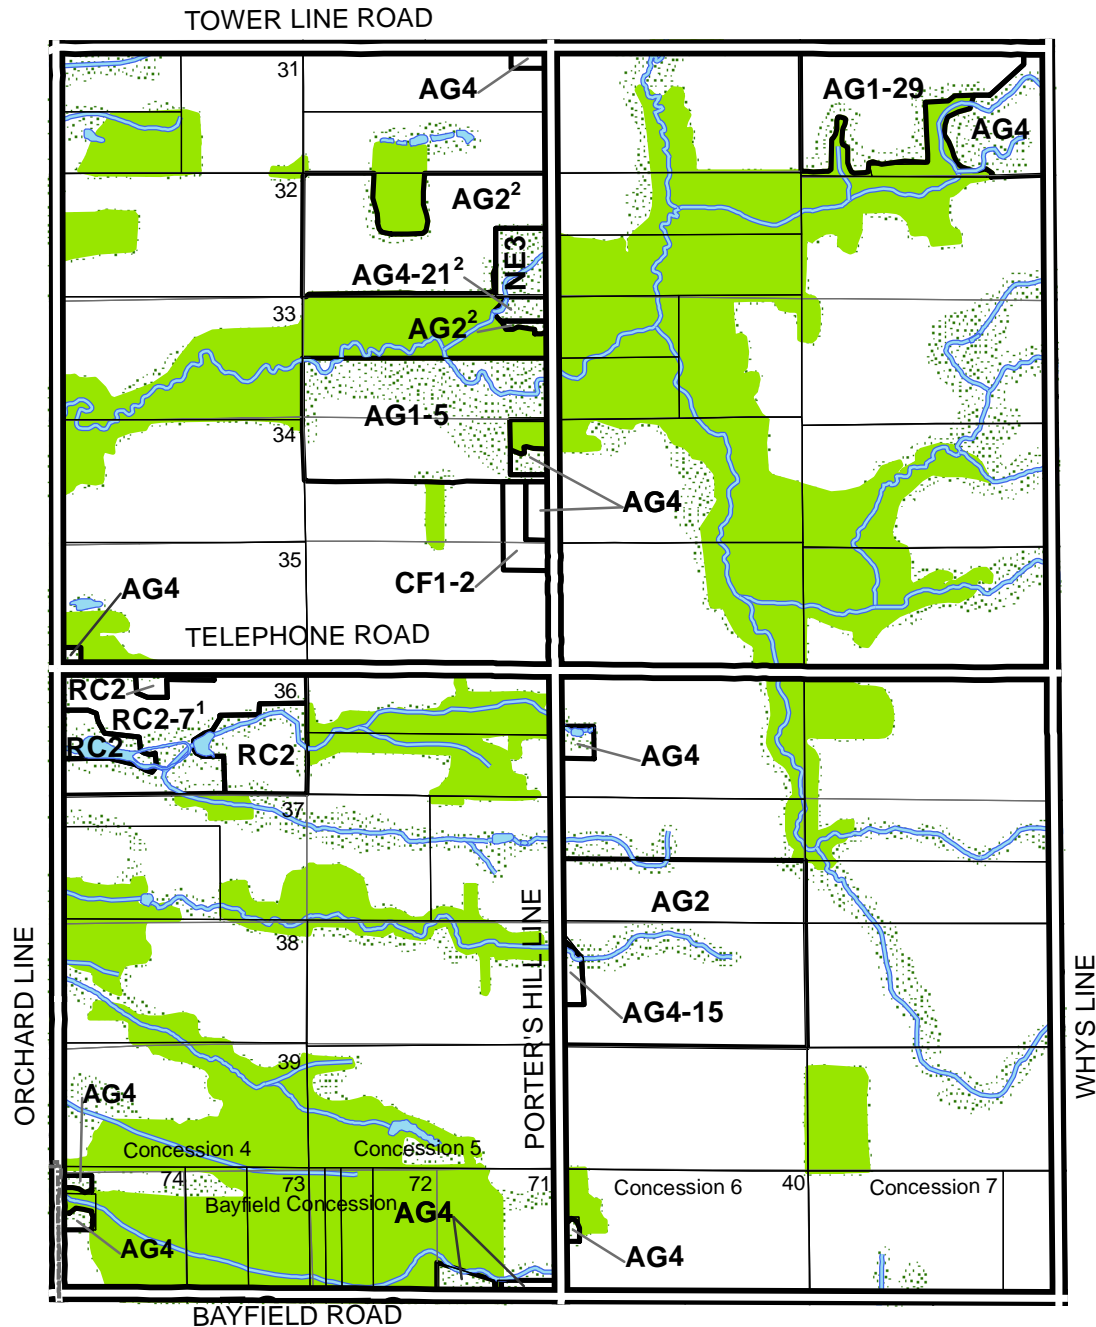 TOWER LINE ROAD
31
AG4
AG1-29
AG4
32
AG2²
NE3
AG4-21²
33
AG2²
AG1-5
34
AG4
35
CF1-2
AG4
TELEPHONE ROAD
RC2
36
RC2-7¹
RC2
RC2
AG4
37
AG2
38
AG4-15
ORCHARD LINE
PORTER'S HILL LINE
WHYS LINE
39
AG4
Concession 4
Concession 5
74
73
72
71
Concession 6
40
Concession 7
Bayfield Concession
AG4
AG4
AG4
BAYFIELD ROAD